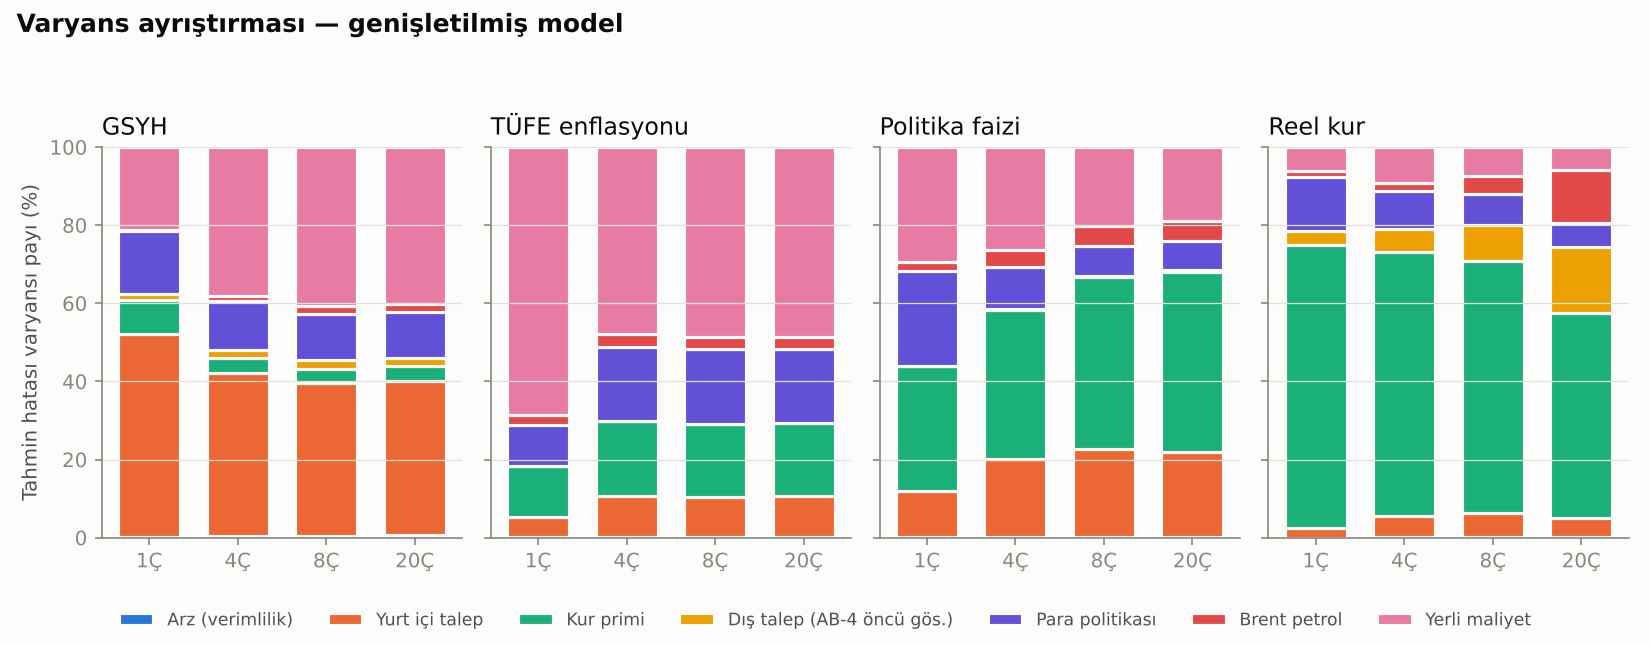 Varyans ayrıştırması — genişletilmiş model
GSYH
TÜFE enflasyonu
Politika faizi
Reel kur
Tahmin hatası varyansı payı (%)
100
80
60
40
20
0
1Ç 4Ç 8Ç 20Ç
1Ç 4Ç 8Ç 20Ç
1Ç 4Ç 8Ç 20Ç
1Ç 4Ç 8Ç 20Ç
Arz (verimlilik) Yurt içi talep Kur primi Dış talep (AB-4 öncü gös.) Para politikası Brent petrol Yerli maliyet